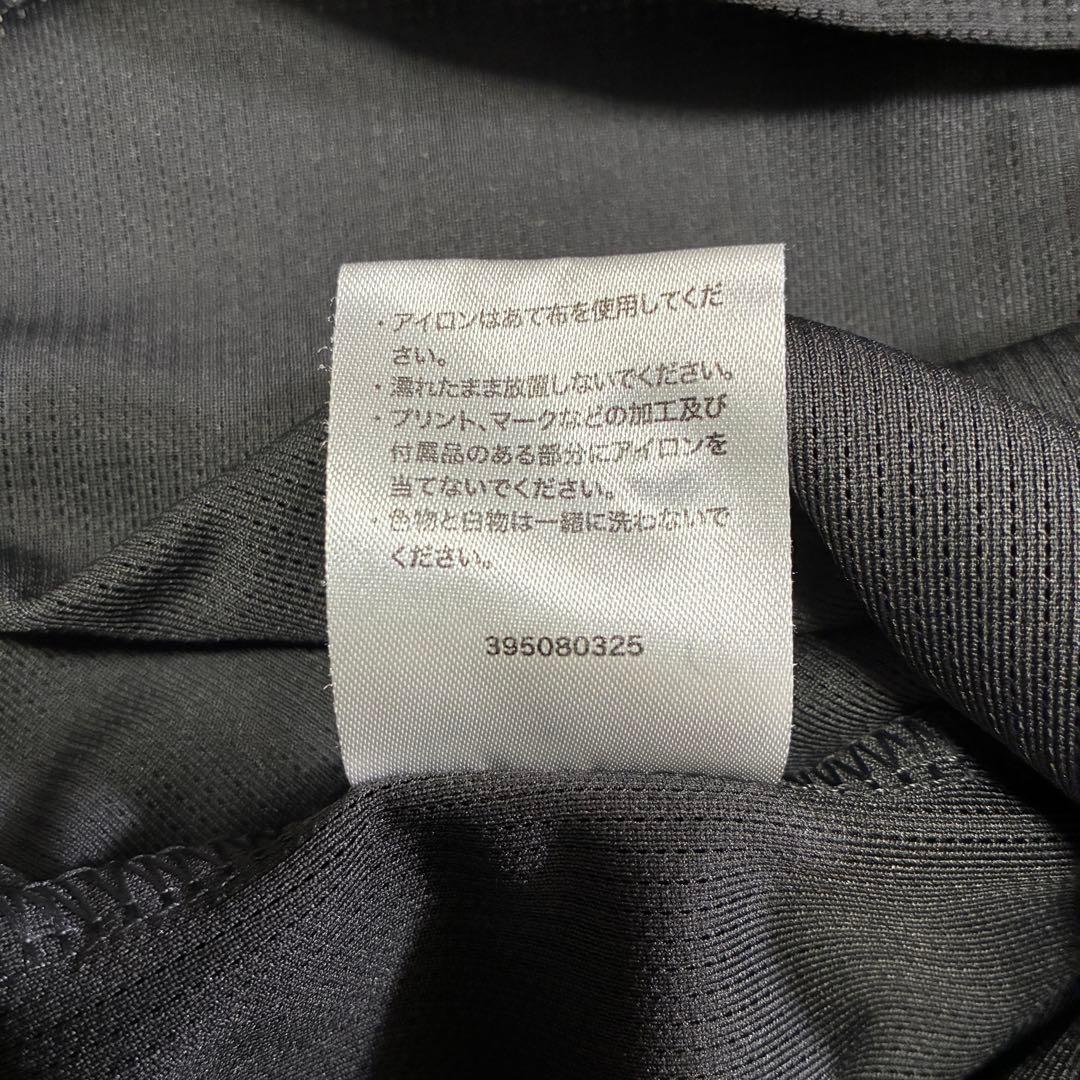 ・アイロンはあて布を使用してくだ
さい。
・濡れたまま放置しないでください。
・プリント、マークなどの加工及び
付属品のある部分にアイロンを
当てないでください。
・色物と白物は一緒に洗わないで
ください。
395080325